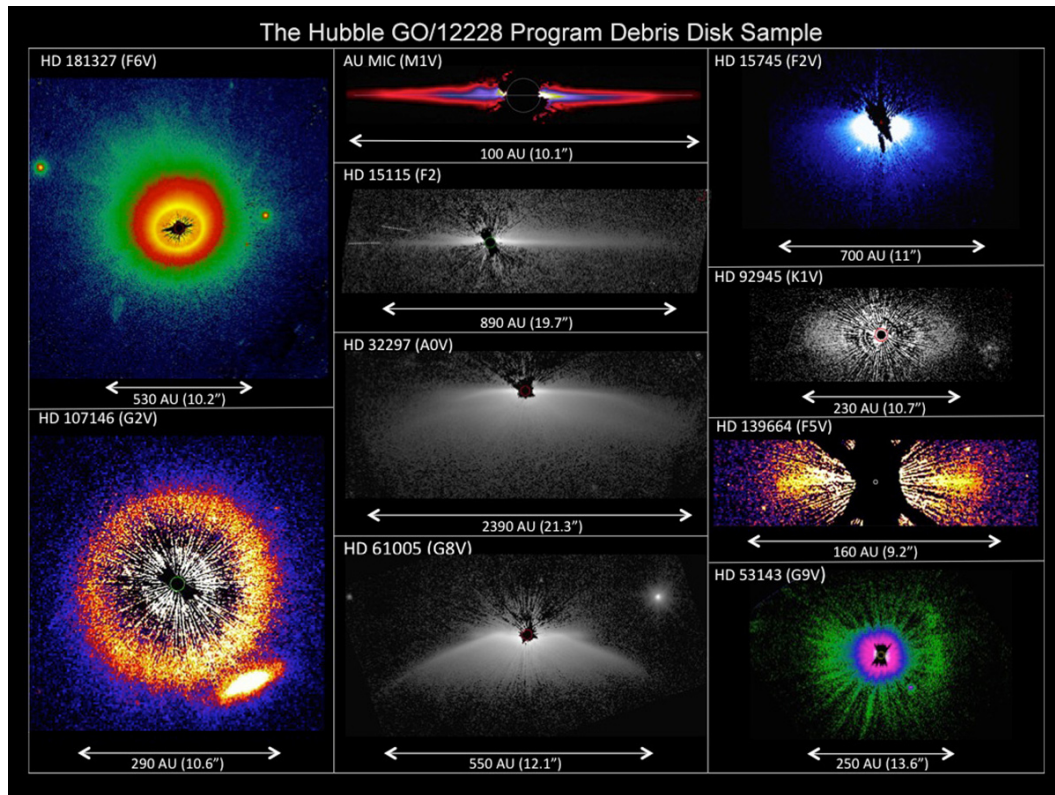 The Hubble GO/12228 Program Debris Disk Sample
HD 181327 (F6V)
530 AU (10.2”)
HD 107146 (G2V)
290 AU (10.6”)
AU MIC (M1V)
100 AU (10.1”)
HD 15115 (F2)
890 AU (19.7”)
HD 32297 (A0V)
2390 AU (21.3”)
HD 61005 (G8V)
550 AU (12.1”)
HD 15745 (F2V)
700 AU (11”)
HD 92945 (K1V)
230 AU (10.7”)
HD 139664 (F5V)
160 AU (9.2”)
HD 53143 (G9V)
250 AU (13.6”)